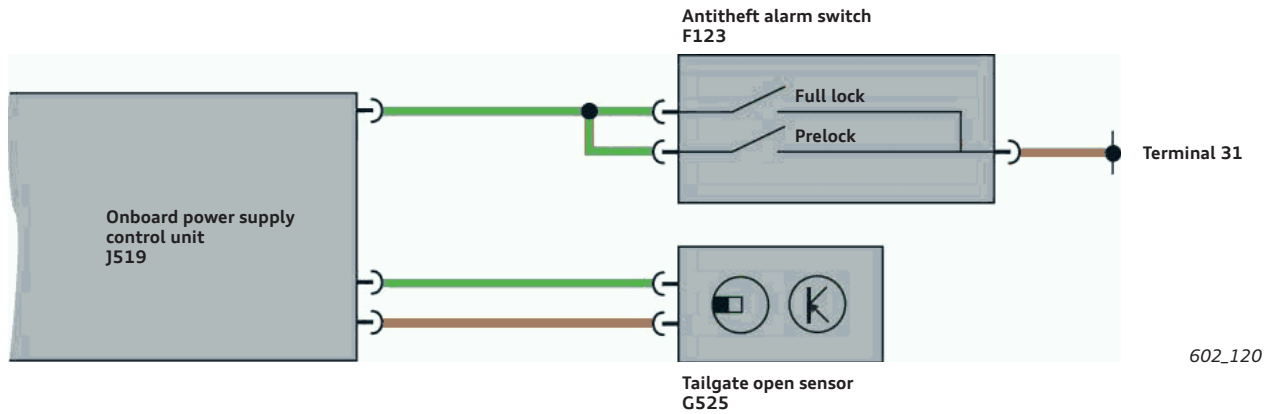 Antitheft alarm switch
F123
Full lock
Prelock
Terminal 31
Onboard power supply
control unit
J519
Tailgate open sensor
G525
602_120